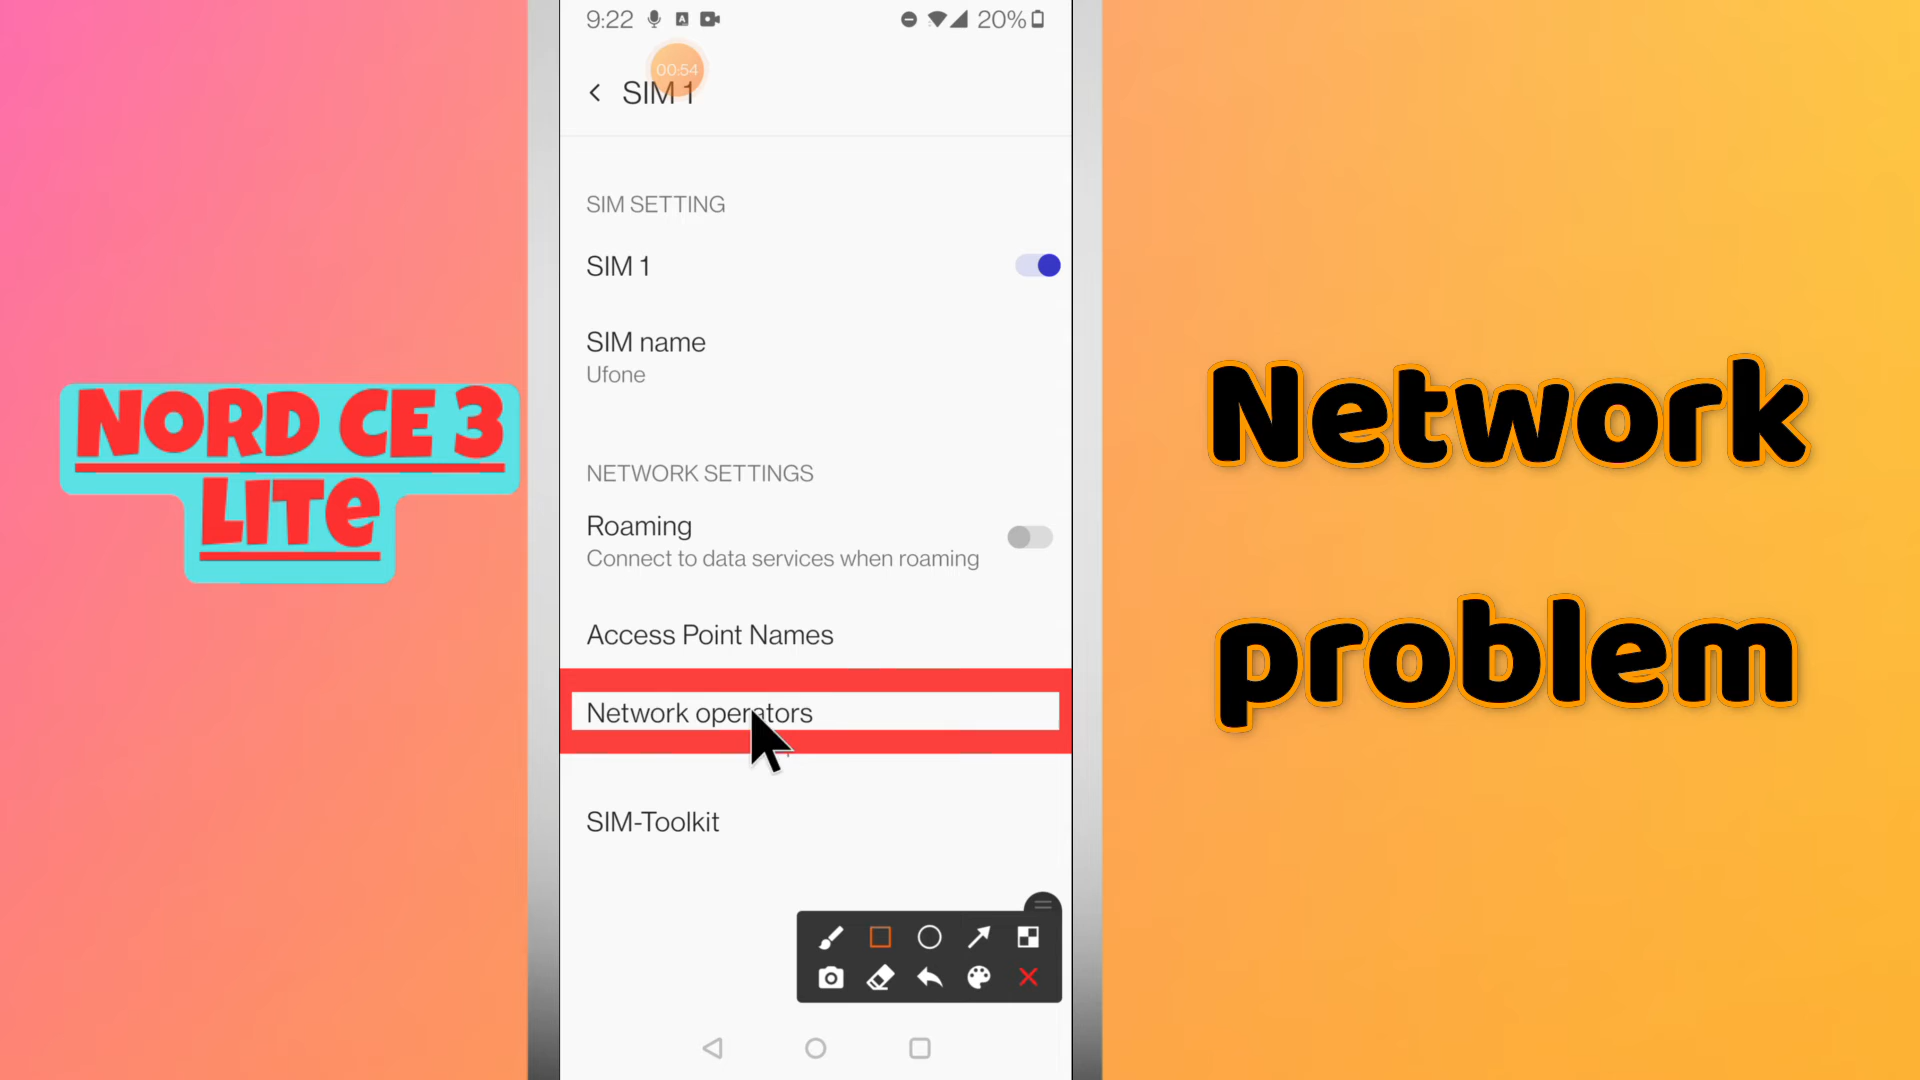 9:22
20%
00:54
SIM 1
SIM SETTING
SIM 1
SIM name
Ufone
NETWORK SETTINGS
Roaming
Connect to data services when roaming
Access Point Names
Network operators
SIM-Toolkit
NORD CE 3
LITE
Network
problem